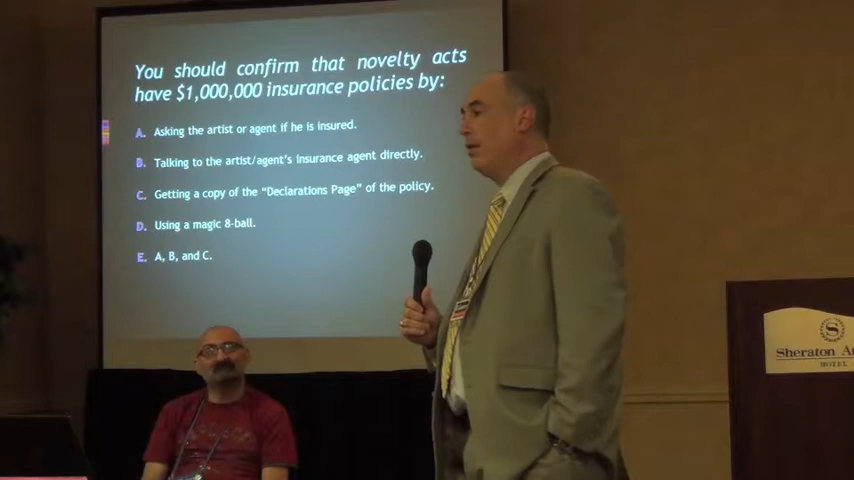 You should confirm that novelty acts
have $1,000,000 insurance policies by:
A. Asking the artist or agent if he is insured.
B. Talking to the artist/agent's insurance agent directly.
C. Getting a copy of the "Declarations Page" of the policy.
D. Using a magic 8-ball.
E. A, B, and C.
S
Sheraton
HOTEL